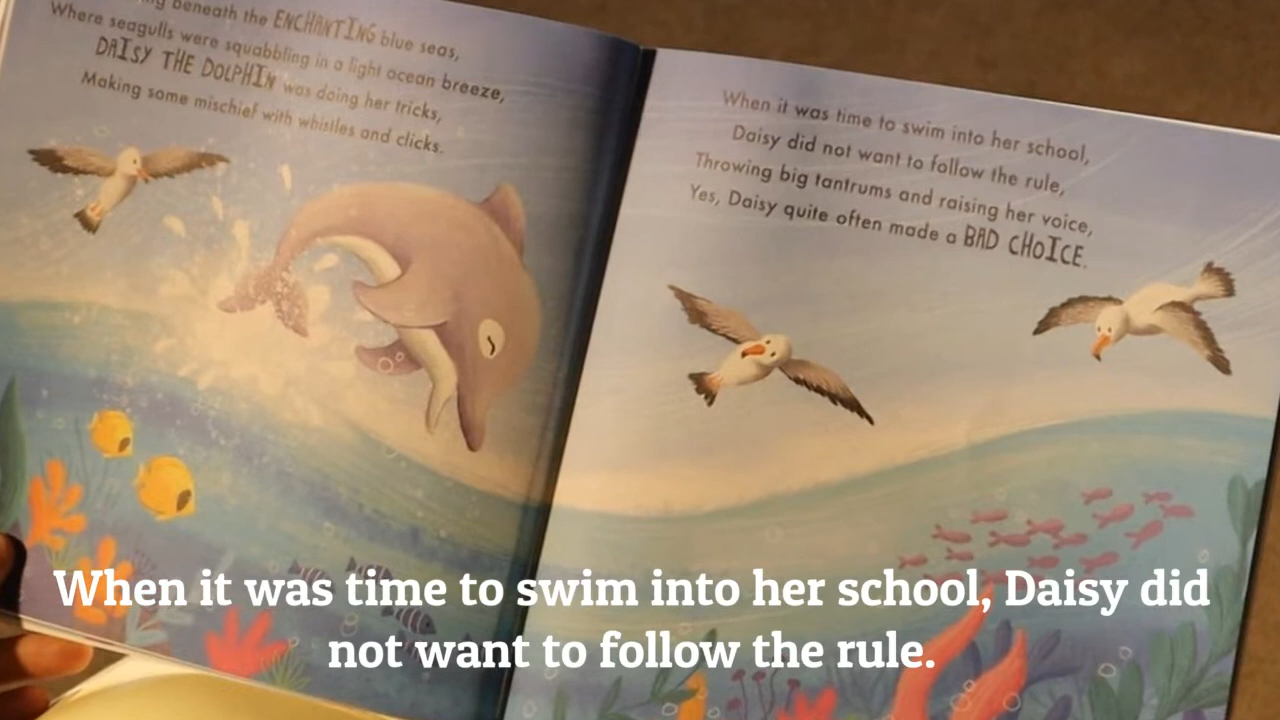 beneath the ENCHANTING blue seas,
Where seagulls were squabbling in a light ocean breeze,
DAISY THE DOLPHIN was doing her tricks,
Making some mischief with whistles and clicks.
When it was time to swim into her school,
Daisy did not want to follow the rule,
Throwing big tantrums and raising her voice,
Yes, Daisy quite often made a BAD CHOICE.
When it was time to swim into her school, Daisy did
not want to follow the rule.